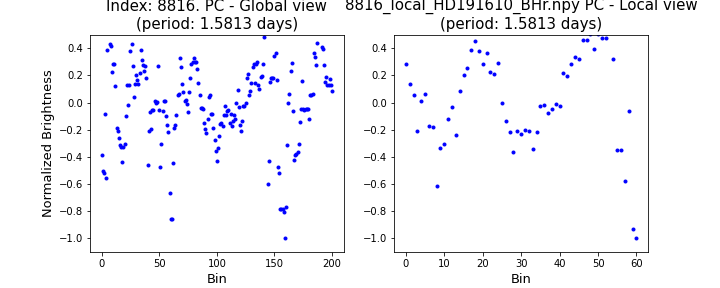 Index: 8816. PC - Global view
(period: 1.5813 days)
8816_local_HD191610_BHr.npy PC - Local view
(period: 1.5813 days)
Normalized Brightness
0.4
0.2
0.0
−0.2
−0.4
−0.6
−0.8
−1.0
0 50 100 150 200
Bin
0.4
0.2
0.0
−0.2
−0.4
−0.6
−0.8
−1.0
0 10 20 30 40 50 60
Bin